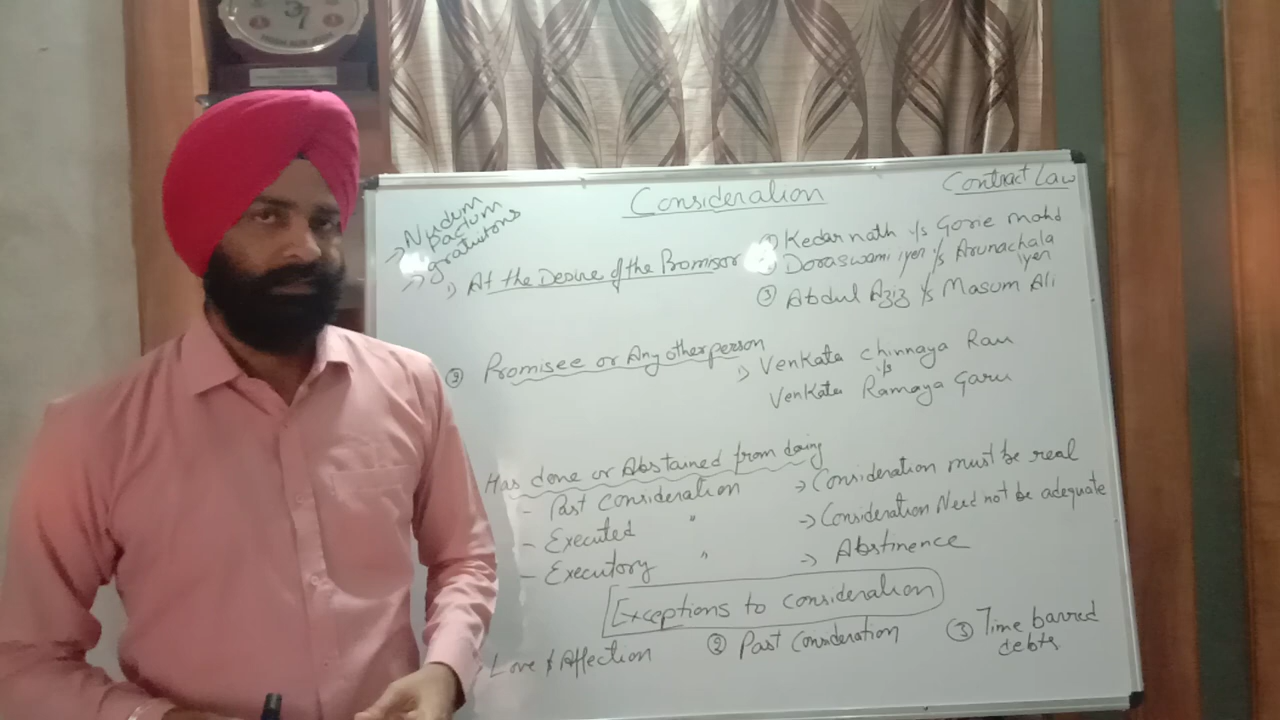 Consideration
Contract Law
→ Nudum
Pactum
→ gratuitons
1) At the Desire of the Promisor
① Kedarnath v/s Gorie Mohd
② Doraswami iyer v/s Arunachala
iyer
③ Abdul Aziz v/s Masum Ali
② Promisee or Any other person
1) Venkata Chinnaya Rau
v/s
Venkata Ramaya Garu
Has done or Abstained from doing
- Past Consideration
- Executed "
- Executory "
→ Consideration must be real
→ Consideration Need not be adequate
→ Abstinence
Exceptions to consideration
Love & Affection
② Past Consideration
③ Time barred
debts